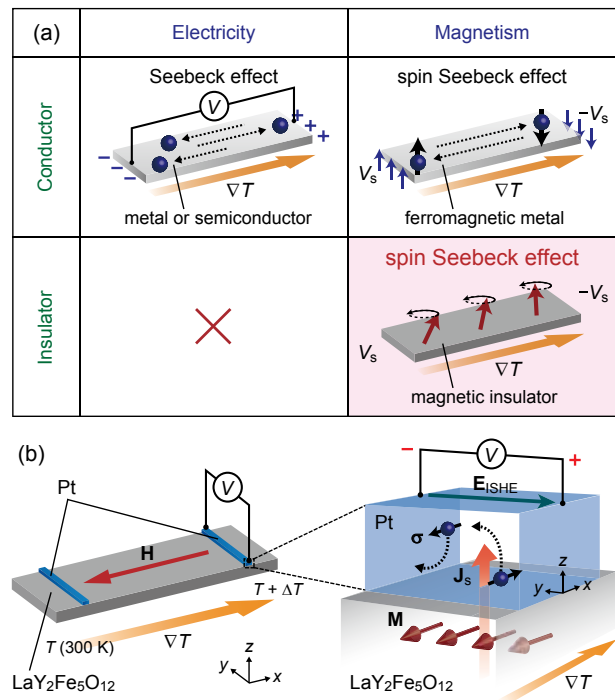 (a)
Electricity
Magnetism
Conductor
Seebeck effect
V
− − −
+ + +
∇T
metal or semiconductor
spin Seebeck effect
−Vs
Vs
∇T
ferromagnetic metal
Insulator
spin Seebeck effect
−Vs
Vs
∇T
magnetic insulator
(b)
Pt
V
H
T + ΔT
T (300 K)
∇T
LaY2Fe5O12
z
y
x
− V +
EISHE
Pt
σ
Js
z
y
x
M
LaY2Fe5O12
∇T